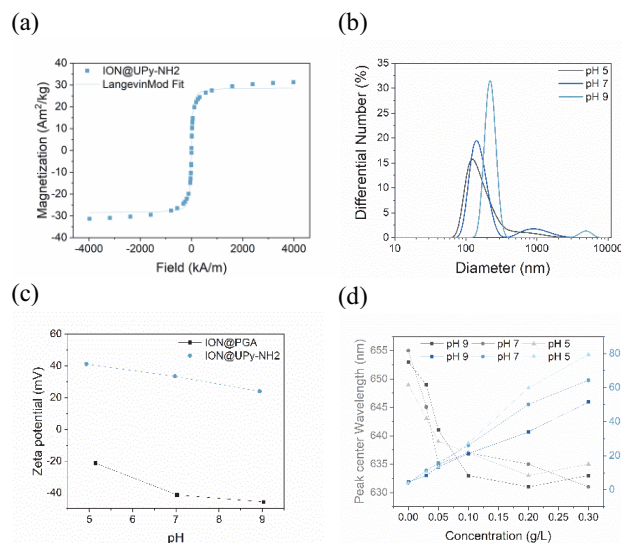 (a)
ION@UPy-NH2
LangevinMod Fit
40
30
20
10
0
-10
-20
-30
-40
-4000
-2000
0
2000
4000
Magnetization (Am²/kg)
Field (kA/m)
(b)
pH 5
pH 7
pH 9
35
30
25
20
15
10
5
0
10
100
1000
10000
Differential Number (%)
Diameter (nm)
(c)
ION@PGA
ION@UPy-NH2
60
40
20
0
-20
-40
5
6
7
8
9
Zeta potential (mV)
pH
(d)
pH 9 pH 7 pH 5
pH 9 pH 7 pH 5
655
650
645
640
635
630
80
60
40
20
0
0.00 0.05 0.10 0.15 0.20 0.25 0.30
Peak center Wavelength (nm)
Concentration (g/L)